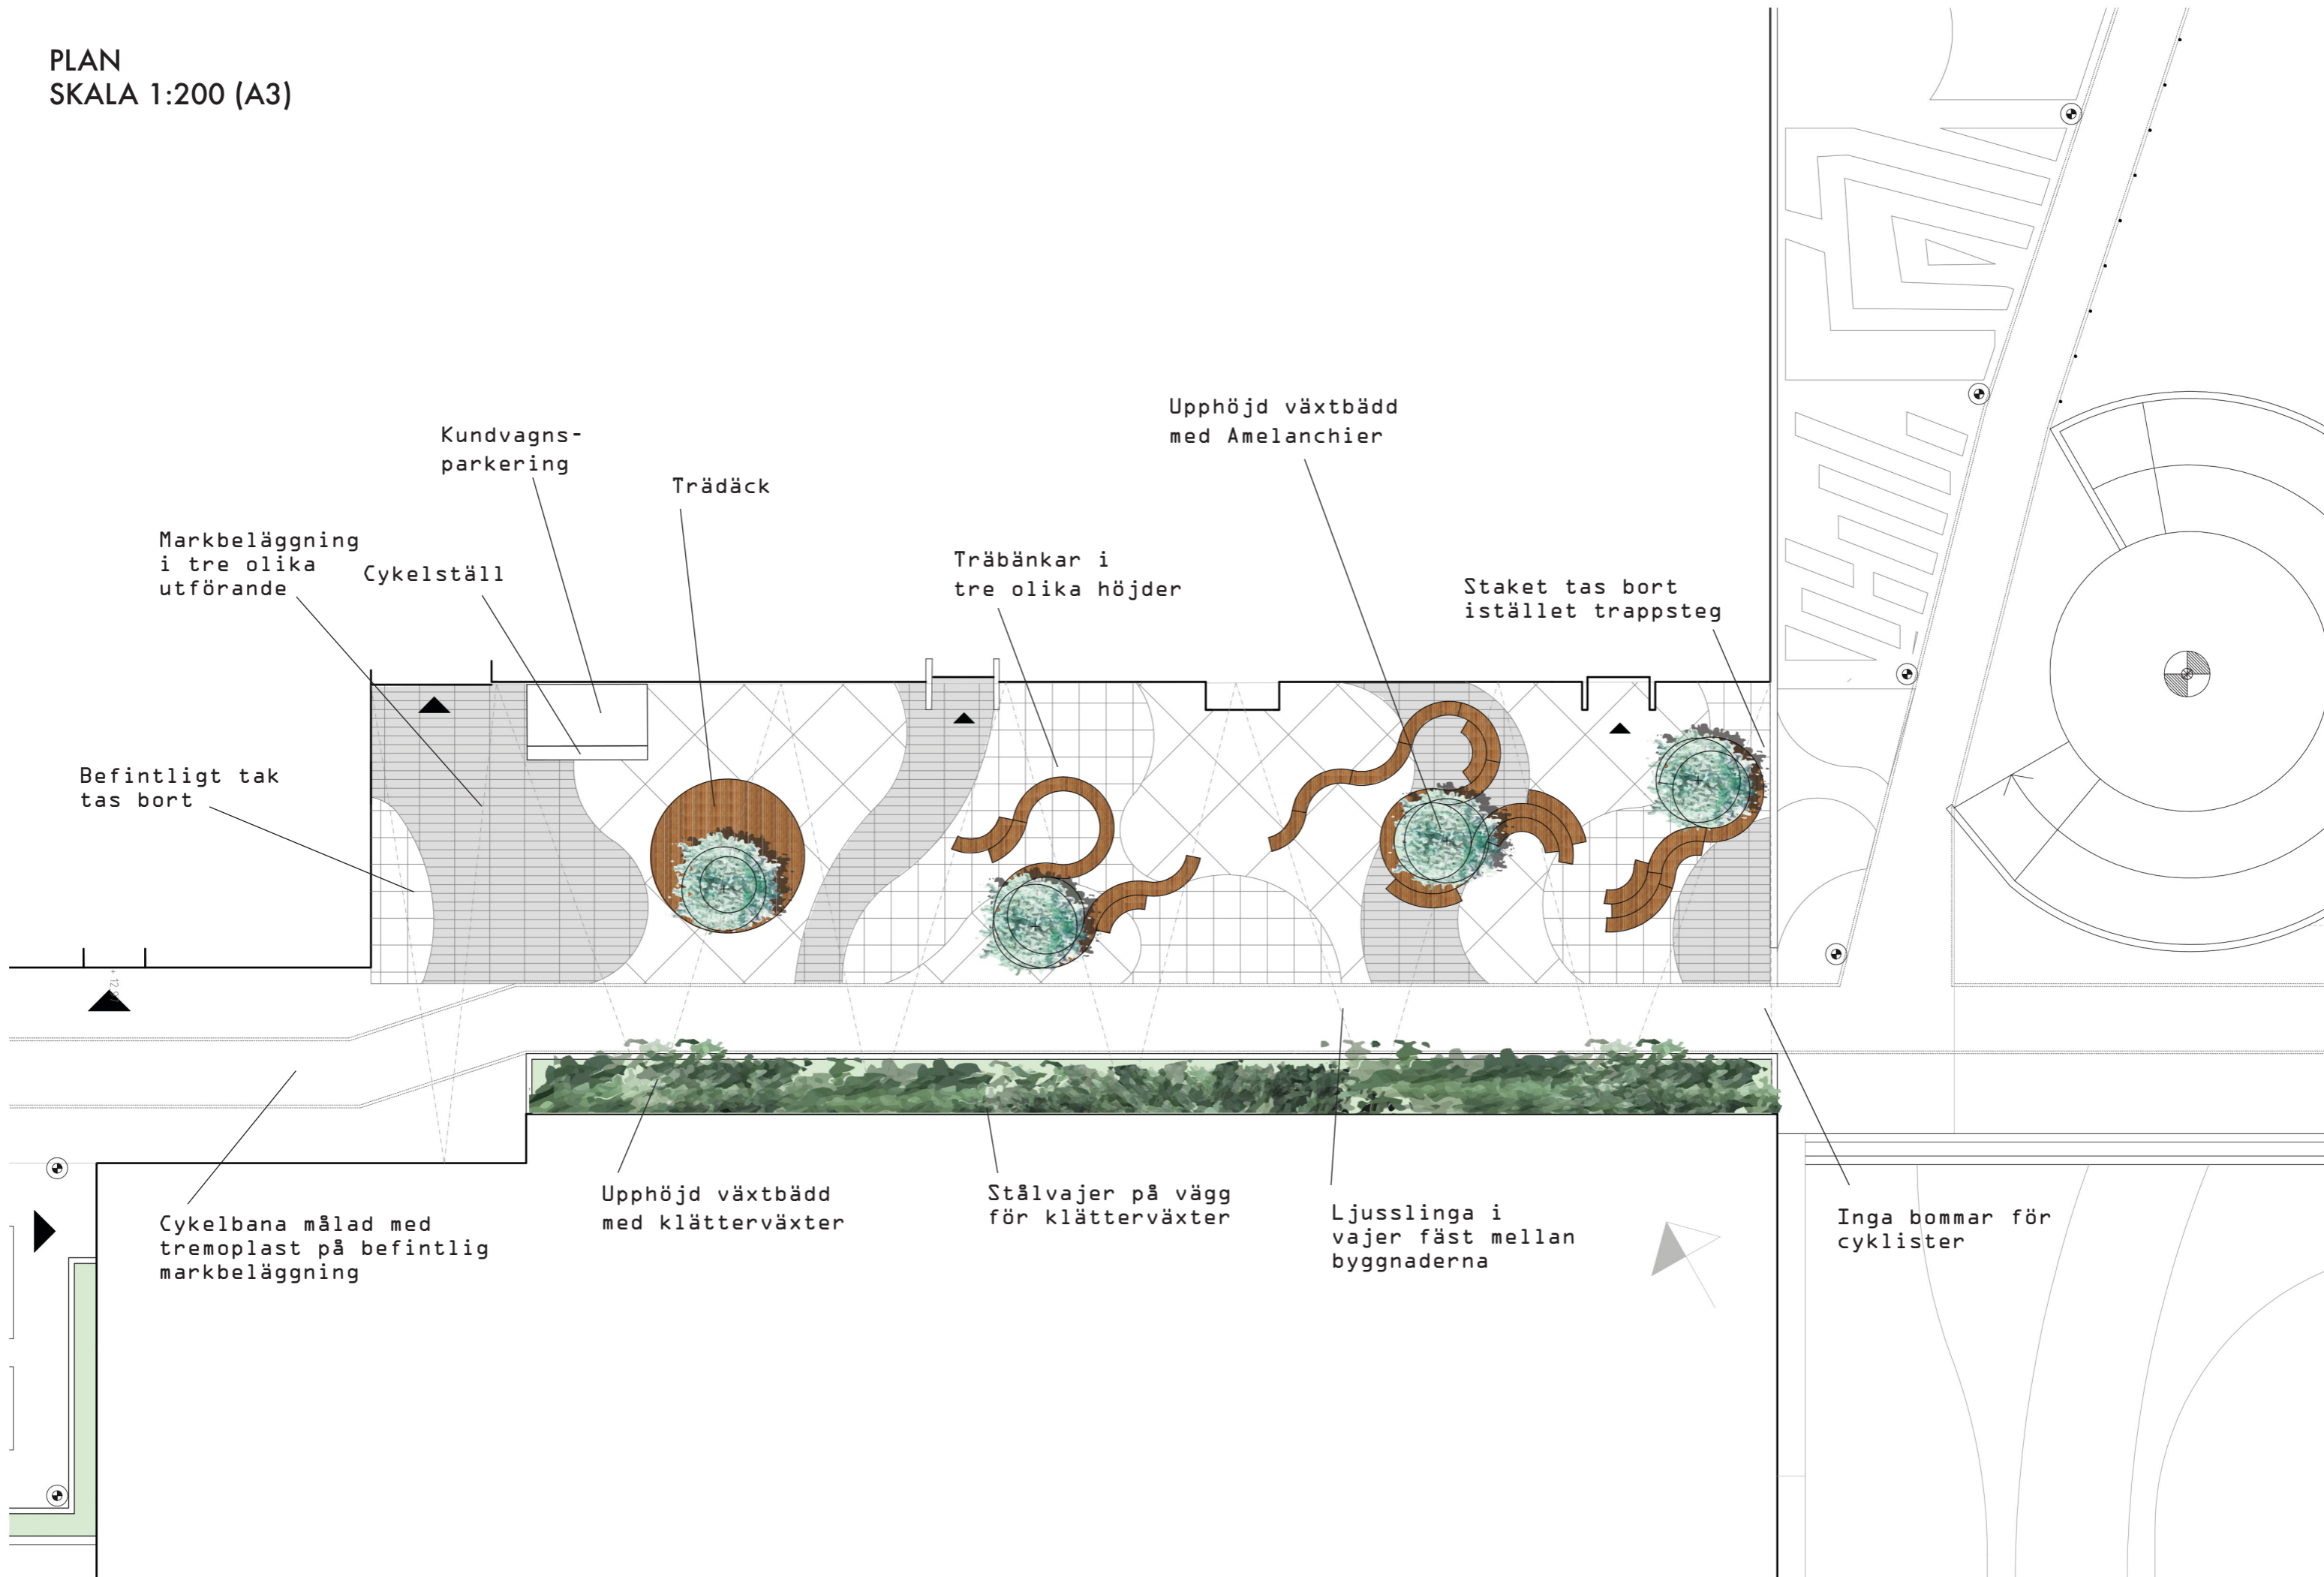 PLAN
SKALA 1:200 (A3)
Upphöjd växtbädd
med Amelanchier
Kundvagns-
parkering
Trädäck
Markbeläggning
i tre olika
utförande
Cykelställ
Träbänkar i
tre olika höjder
Staket tas bort
istället trappsteg
Befintligt tak
tas bort
Upphöjd växtbädd
med klätterväxter
Stålvajer på vägg
för klätterväxter
Ljusslinga i
vajer fäst mellan
byggnaderna
Inga bommar för
cyklister
Cykelbana målad med
tremoplast på befintlig
markbeläggning